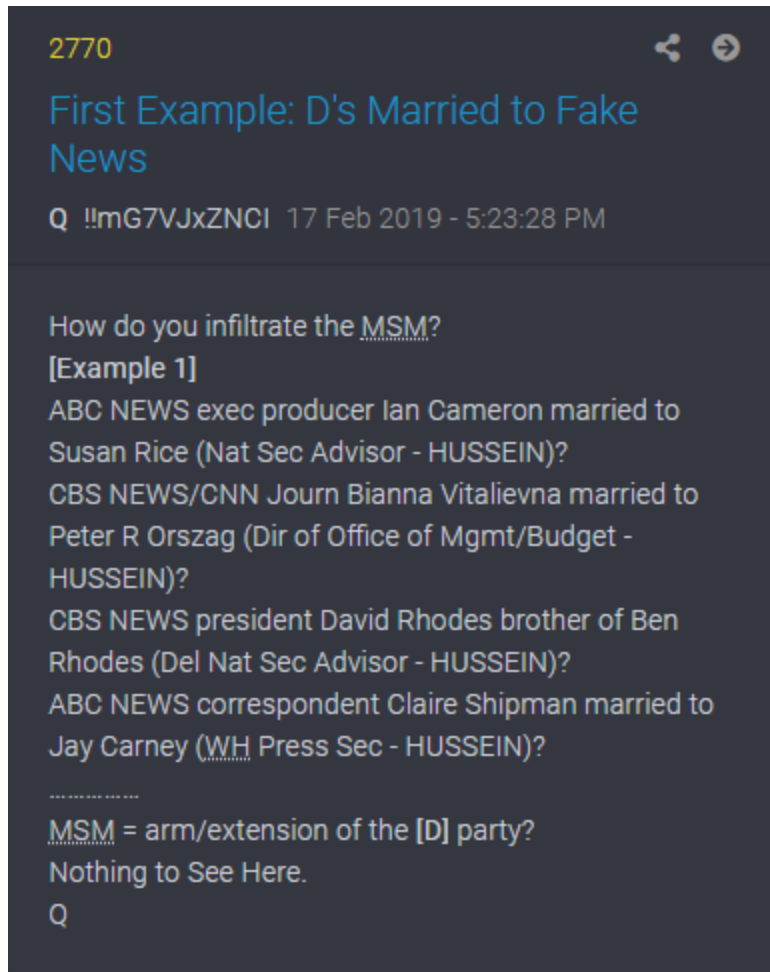 2770
First Example: D's Married to Fake
News
Q !!mG7VJxZNCI 17 Feb 2019 - 5:23:28 PM
How do you infiltrate the MSM?
[Example 1]
ABC NEWS exec producer Ian Cameron married to
Susan Rice (Nat Sec Advisor - HUSSEIN)?
CBS NEWS/CNN Journ Bianna Vitalievna married to
Peter R Orszag (Dir of Office of Mgmt/Budget -
HUSSEIN)?
CBS NEWS president David Rhodes brother of Ben
Rhodes (Del Nat Sec Advisor - HUSSEIN)?
ABC NEWS correspondent Claire Shipman married to
Jay Carney (WH Press Sec - HUSSEIN)?
……………
MSM = arm/extension of the [D] party?
Nothing to See Here.
Q